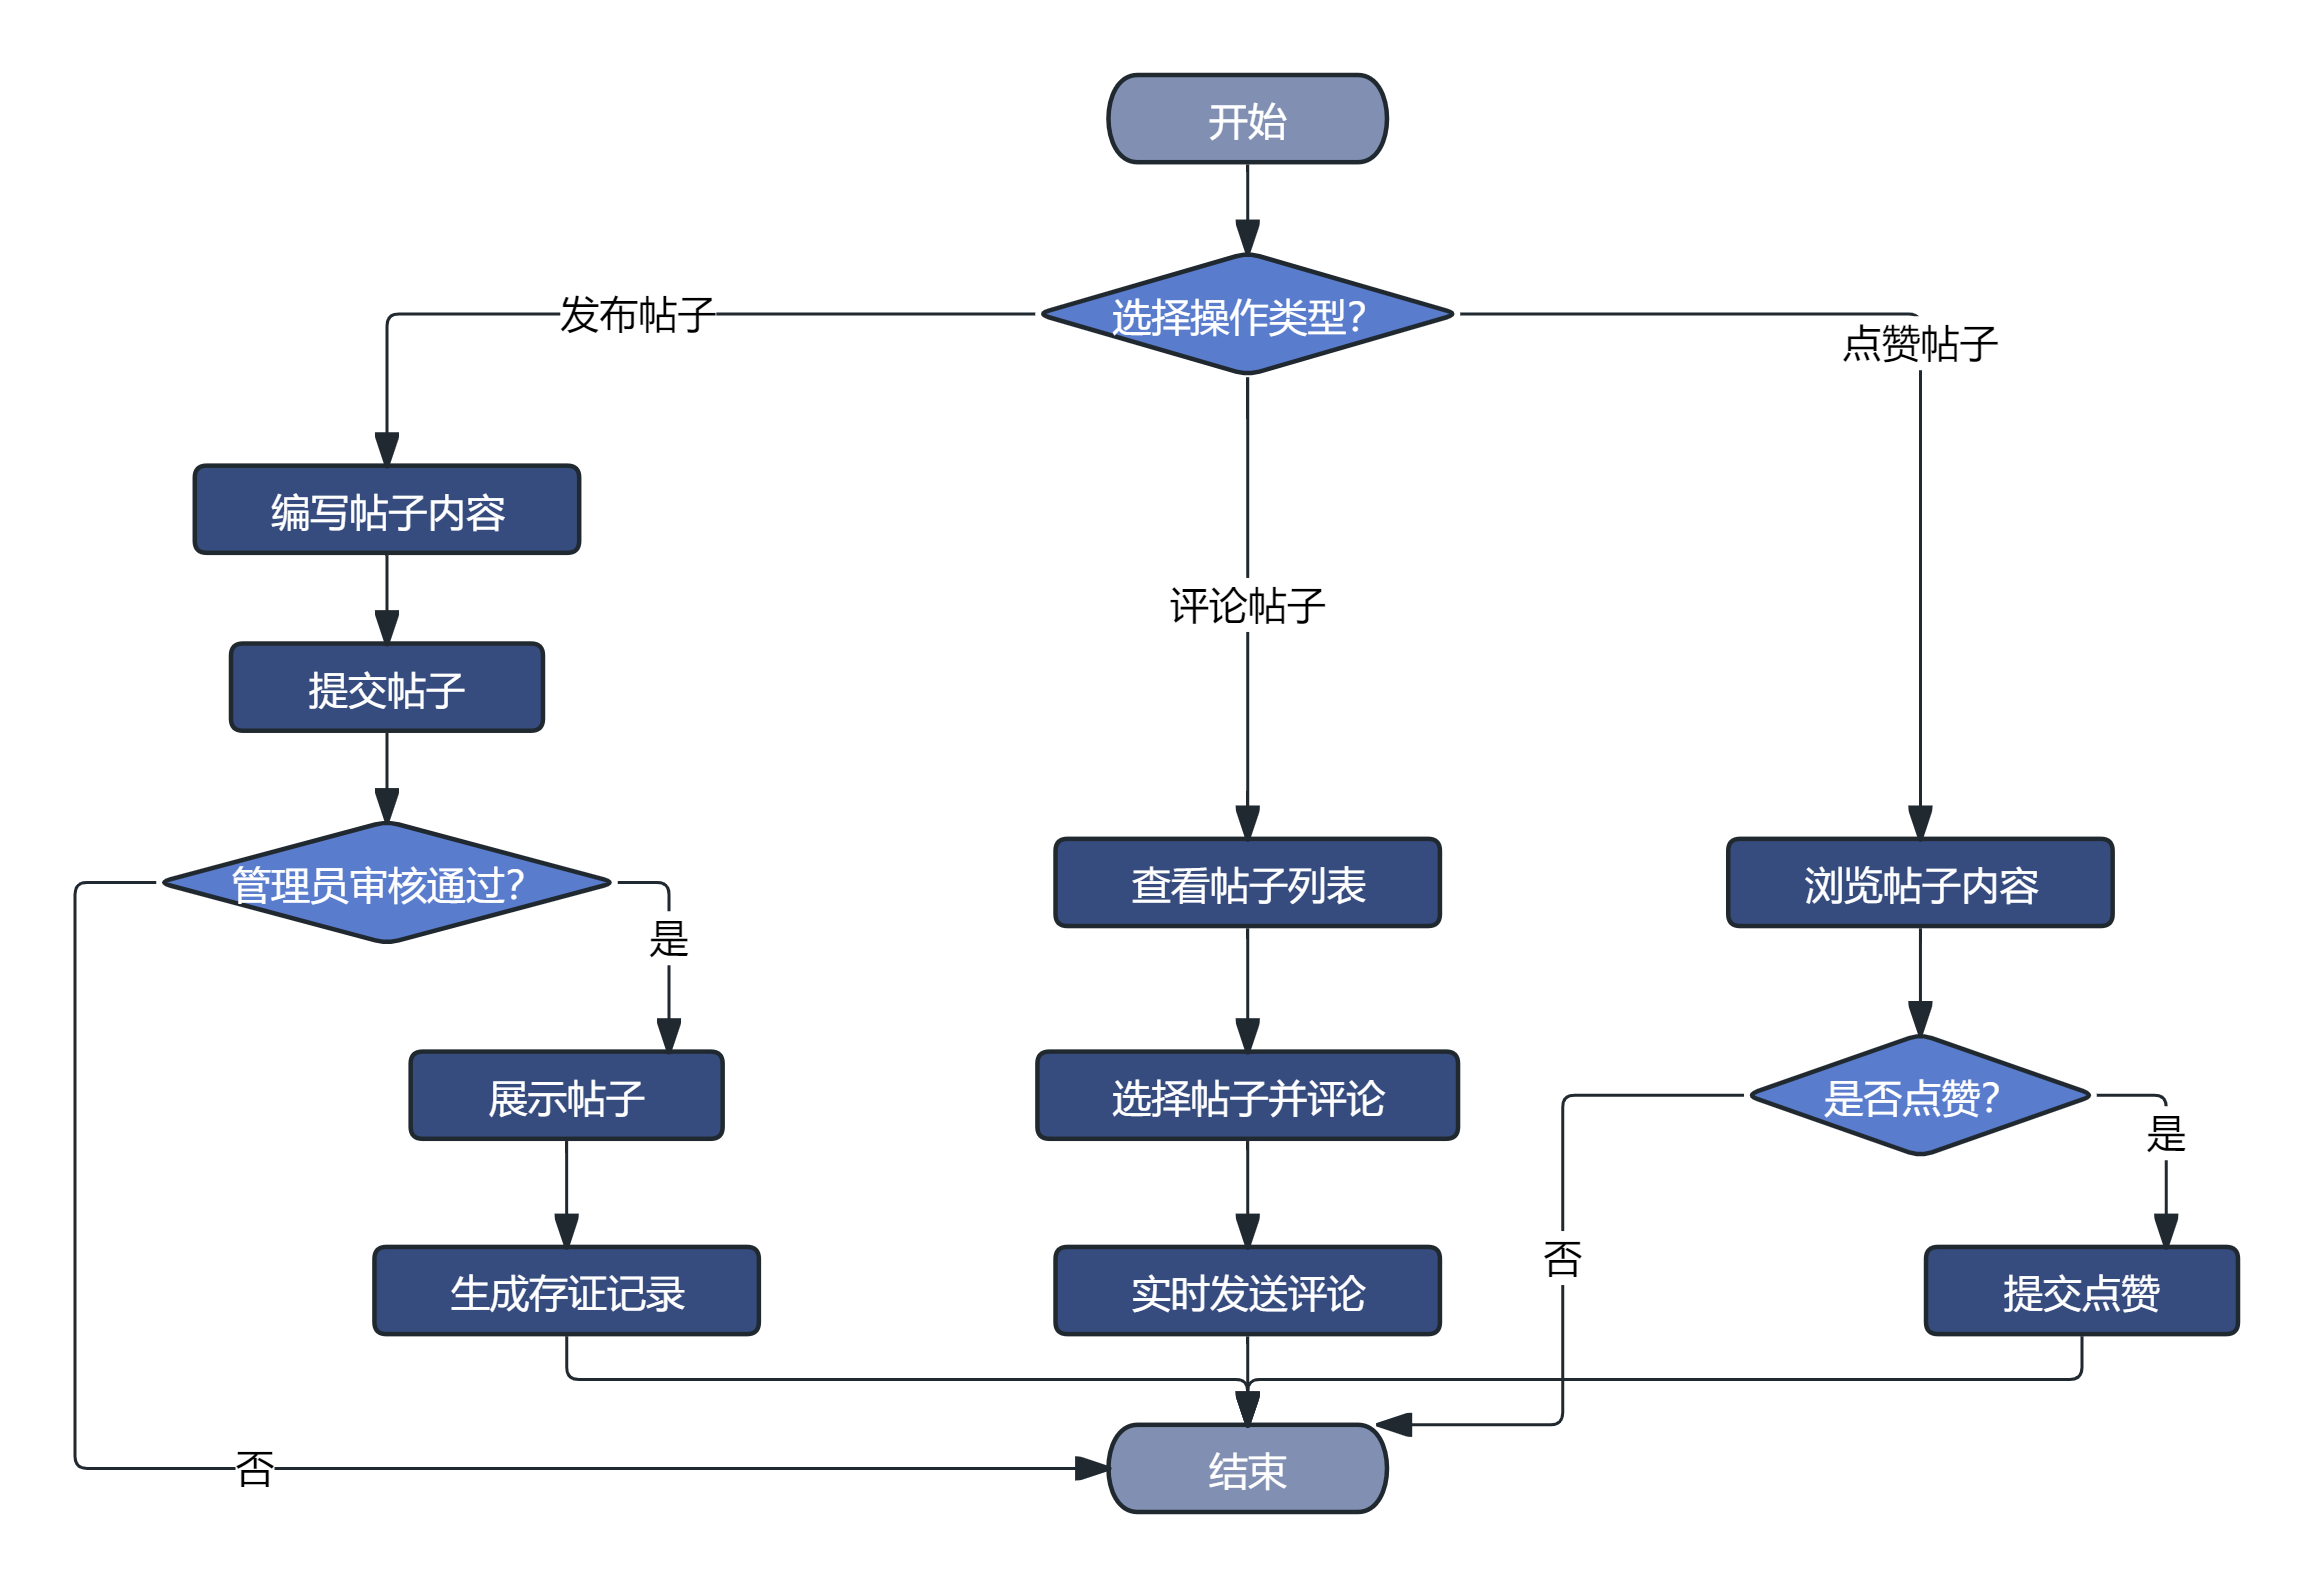 开始
选择操作类型？
发布帖子
点赞帖子
编写帖子内容
评论帖子
提交帖子
管理员审核通过？
查看帖子列表
浏览帖子内容
是
展示帖子
选择帖子并评论
是否点赞？
是
否
生成存证记录
实时发送评论
提交点赞
否
结束